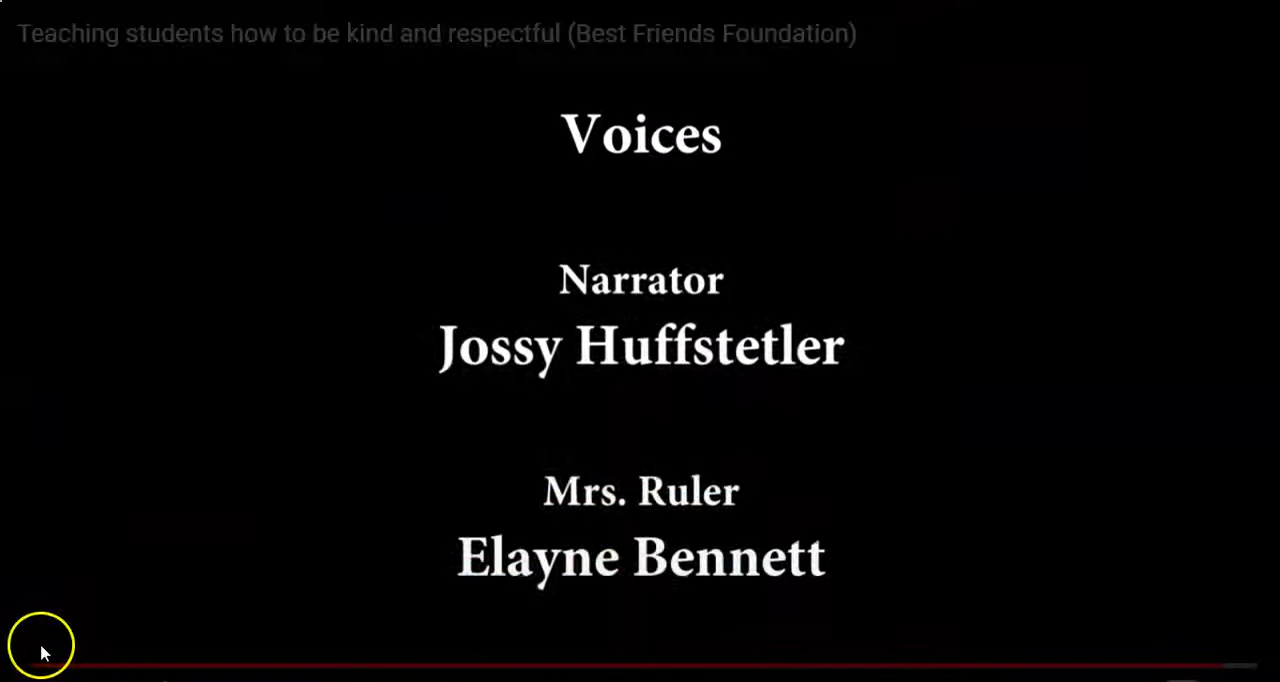 Teaching students how to be kind and respectful (Best Friends Foundation)
Voices
Narrator
Jossy Huffstetler
Mrs. Ruler
Elayne Bennett